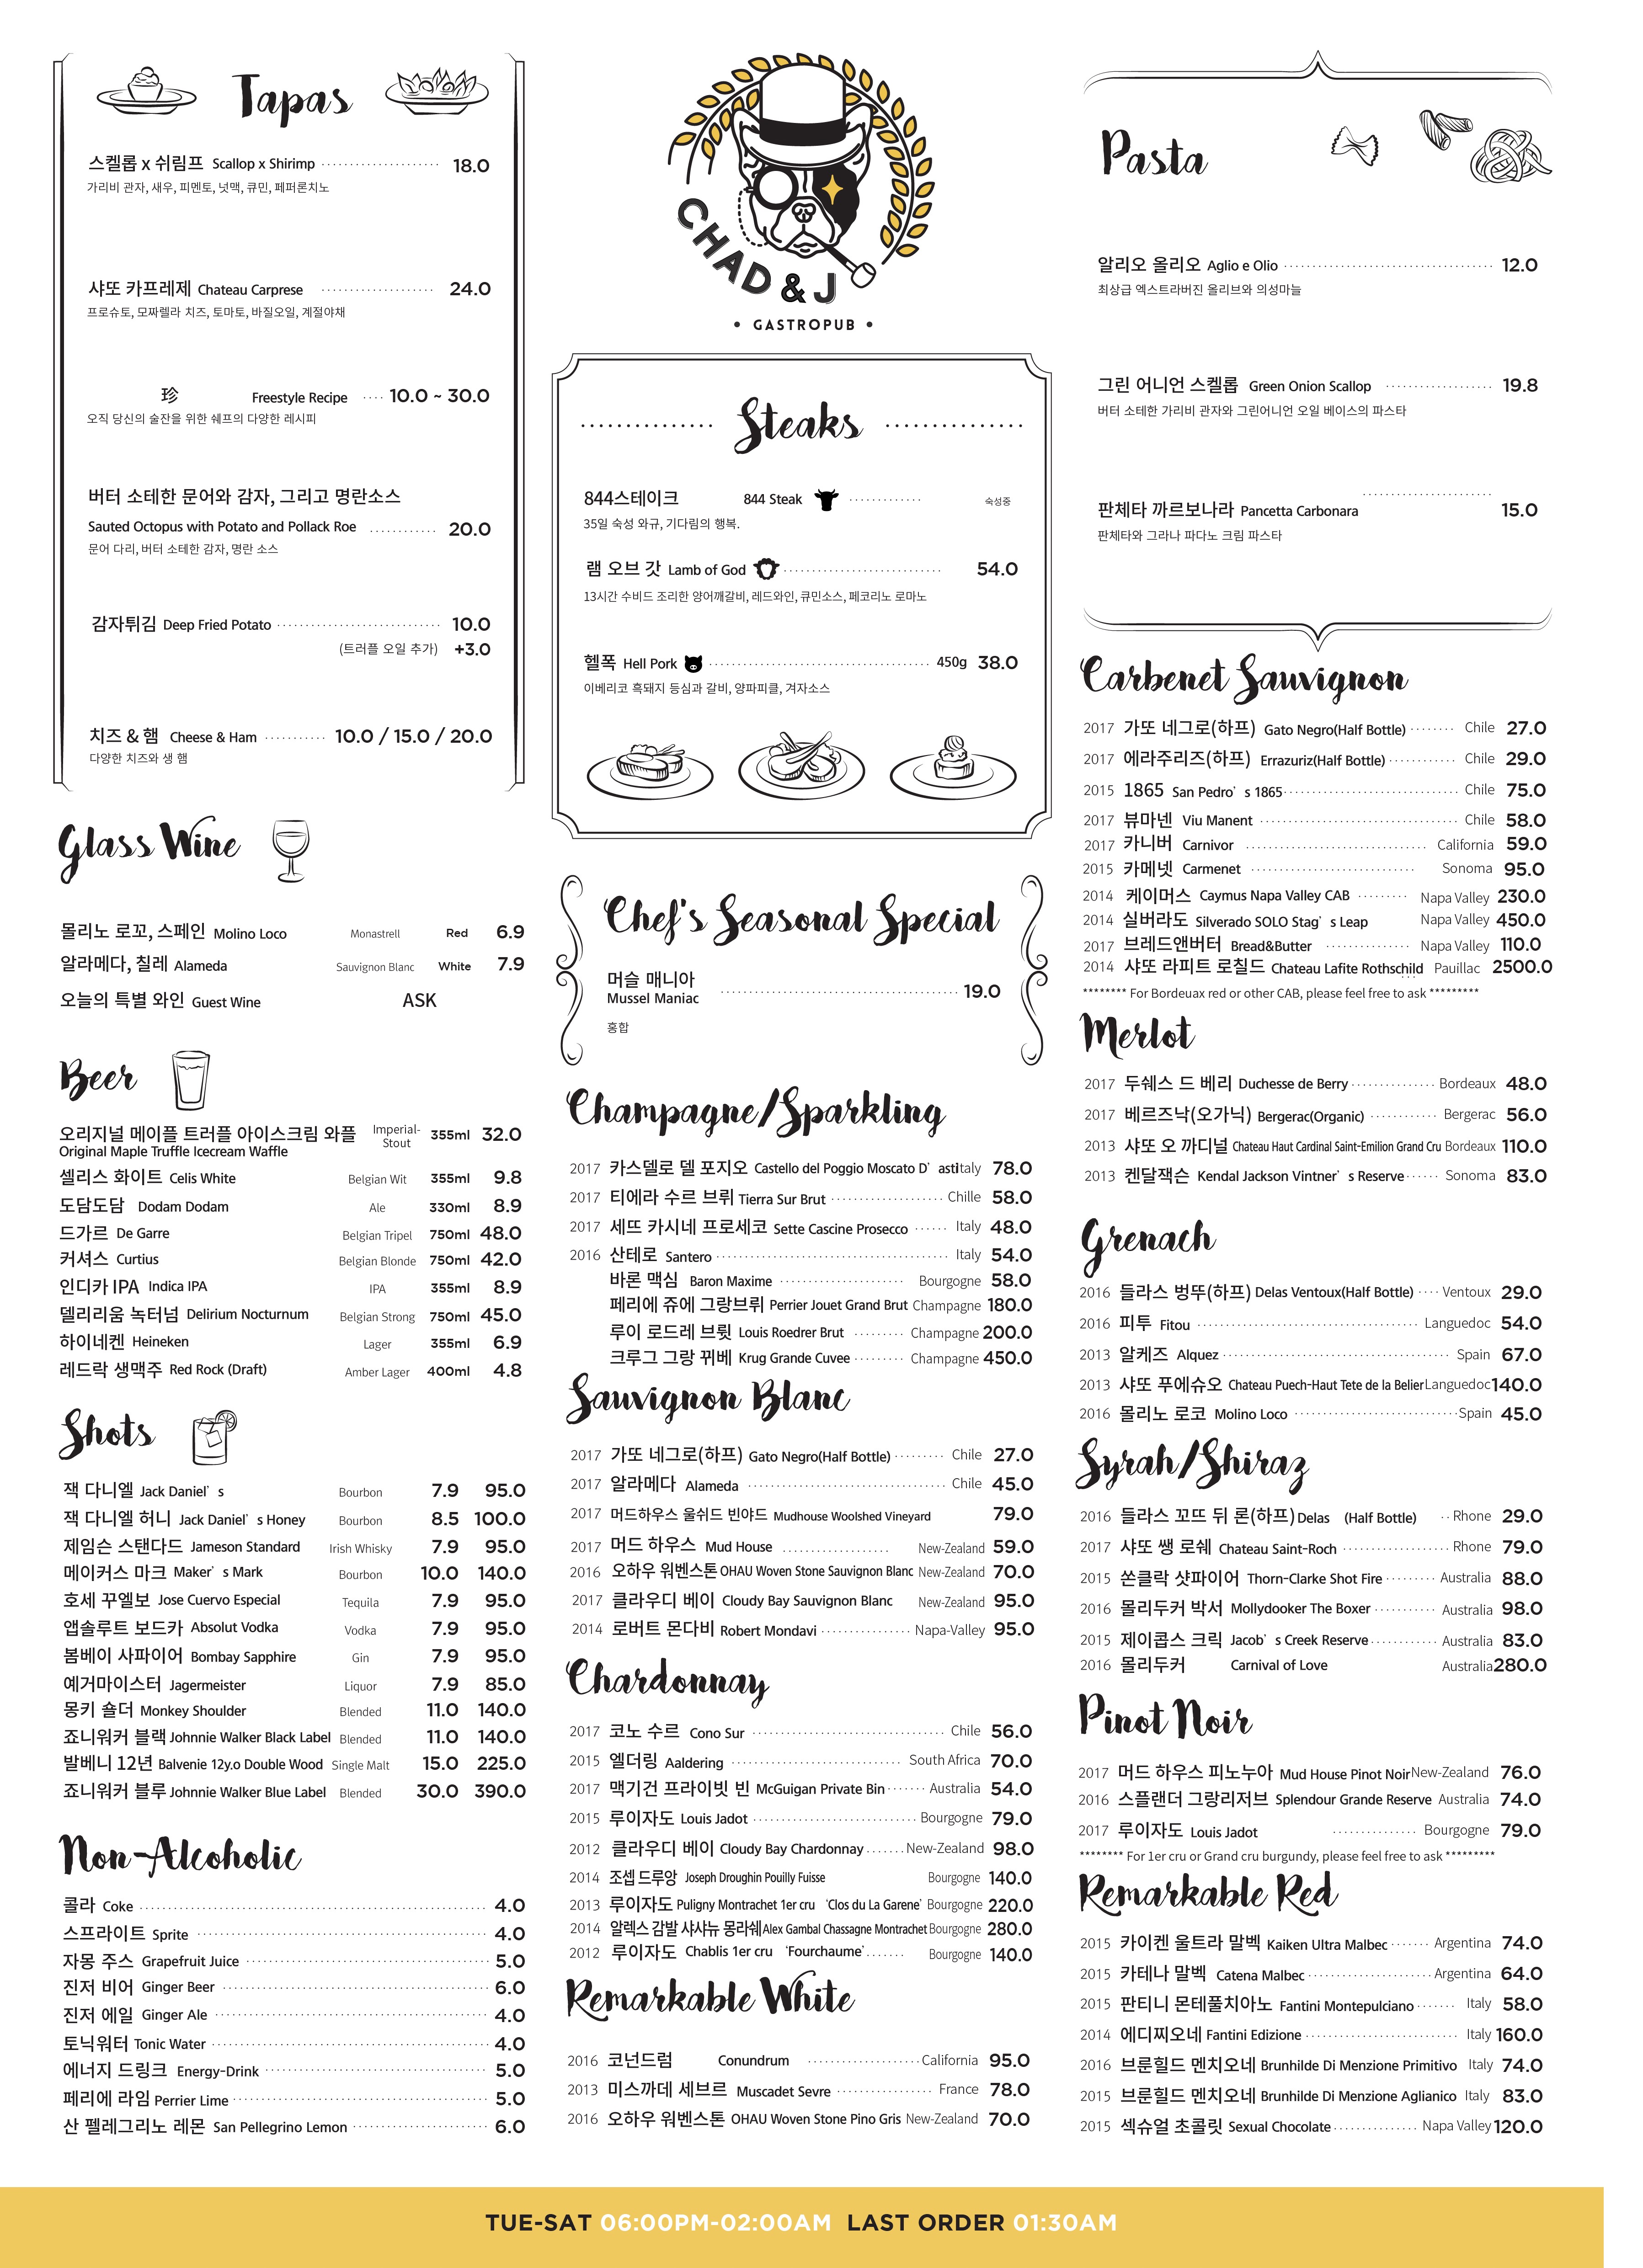 Tapas
스켈롭 x 쉬림프 Scallop x Shirimp 18.0
가리비 관자, 새우, 피멘토, 넛맥, 큐민, 페퍼론치노
샤또 카프레제 Chateau Carprese 24.0
프로슈토, 모짜렐라 치즈, 토마토, 바질오일, 계절야채
珍 Freestyle Recipe 10.0 ~ 30.0
오직 당신의 술잔을 위한 쉐프의 다양한 레시피
버터 소테한 문어와 감자, 그리고 명란소스
Sauted Octopus with Potato and Pollack Roe 20.0
문어 다리, 버터 소테한 감자, 명란 소스
감자튀김 Deep Fried Potato 10.0
(트러플 오일 추가) +3.0
치즈 & 햄 Cheese & Ham 10.0 / 15.0 / 20.0
다양한 치즈와 생 햄
Glass Wine
몰리노 로꼬, 스페인 Molino Loco Monastrell Red 6.9
알라메다, 칠레 Alameda Sauvignon Blanc White 7.9
오늘의 특별 와인 Guest Wine ASK
Beer
오리지널 메이플 트러플 아이스크림 와플 Imperial-Stout 355ml 32.0
Original Maple Truffle Icecream Waffle
셀리스 화이트 Celis White Belgian Wit 355ml 9.8
도담도담 Dodam Dodam Ale 330ml 8.9
드가르 De Garre Belgian Tripel 750ml 48.0
커셔스 Curtius Belgian Blonde 750ml 42.0
인디카 IPA Indica IPA IPA 355ml 8.9
델리리움 녹터넘 Delirium Nocturnum Belgian Strong 750ml 45.0
하이네켄 Heineken Lager 355ml 6.9
레드락 생맥주 Red Rock (Draft) Amber Lager 400ml 4.8
Shots
잭 다니엘 Jack Daniel’s Bourbon 7.9 95.0
잭 다니엘 허니 Jack Daniel’s Honey Bourbon 8.5 100.0
제임슨 스탠다드 Jameson Standard Irish Whisky 7.9 95.0
메이커스 마크 Maker’s Mark Bourbon 10.0 140.0
호세 꾸엘보 Jose Cuervo Especial Tequila 7.9 95.0
앱솔루트 보드카 Absolut Vodka Vodka 7.9 95.0
봄베이 사파이어 Bombay Sapphire Gin 7.9 95.0
예거마이스터 Jagermeister Liquor 7.9 85.0
몽키 숄더 Monkey Shoulder Blended 11.0 140.0
죠니워커 블랙 Johnnie Walker Black Label Blended 11.0 140.0
발베니 12년 Balvenie 12y.o Double Wood Single Malt 15.0 225.0
죠니워커 블루 Johnnie Walker Blue Label Blended 30.0 390.0
Non-Alcoholic
콜라 Coke 4.0
스프라이트 Sprite 4.0
자몽 주스 Grapefruit Juice 5.0
진저 비어 Ginger Beer 6.0
진저 에일 Ginger Ale 4.0
토닉워터 Tonic Water 4.0
에너지 드링크 Energy-Drink 5.0
페리에 라임 Perrier Lime 5.0
산 펠레그리노 레몬 San Pellegrino Lemon 6.0
CHAD & J
• GASTROPUB •
Steaks
844스테이크 844 Steak 숙성중
35일 숙성 와규, 기다림의 행복.
램 오브 갓 Lamb of God 54.0
13시간 수비드 조리한 양어깨갈비, 레드와인, 큐민소스, 페코리노 로마노
헬폭 Hell Pork 450g 38.0
이베리코 흑돼지 등심과 갈비, 양파피클, 겨자소스
Chef's Seasonal Special
머슬 매니아
Mussel Maniac 19.0
홍합
Champagne/Sparkling
2017 카스델로 델 포지오 Castello del Poggio Moscato D’asti Italy 78.0
2017 티에라 수르 브뤼 Tierra Sur Brut Chille 58.0
2017 세뜨 카시네 프로세코 Sette Cascine Prosecco Italy 48.0
2016 산테로 Santero Italy 54.0
바론 맥심 Baron Maxime Bourgogne 58.0
페리에 쥬에 그랑브뤼 Perrier Jouet Grand Brut Champagne 180.0
루이 로드레 브륏 Louis Roedrer Brut Champagne 200.0
크루그 그랑 뀌베 Krug Grande Cuvee Champagne 450.0
Sauvignon Blanc
2017 가또 네그로(하프) Gato Negro(Half Bottle) Chile 27.0
2017 알라메다 Alameda Chile 45.0
2017 머드하우스 울쉬드 빈야드 Mudhouse Woolshed Vineyard 79.0
2017 머드 하우스 Mud House New-Zealand 59.0
2016 오하우 워벤스톤 OHAU Woven Stone Sauvignon Blanc New-Zealand 70.0
2017 클라우디 베이 Cloudy Bay Sauvignon Blanc New-Zealand 95.0
2014 로버트 몬다비 Robert Mondavi Napa-Valley 95.0
Chardonnay
2017 코노 수르 Cono Sur Chile 56.0
2015 엘더링 Aaldering South Africa 70.0
2017 맥기건 프라이빗 빈 McGuigan Private Bin Australia 54.0
2015 루이자도 Louis Jadot Bourgogne 79.0
2012 클라우디 베이 Cloudy Bay Chardonnay New-Zealand 98.0
2014 조셉 드루앙 Joseph Droughin Pouilly Fuisse Bourgogne 140.0
2013 루이자도 Puligny Montrachet 1er cru ‘Clos du La Garene’ Bourgogne 220.0
2014 알렉스 감발 샤샤뉴 몽라쉐 Alex Gambal Chassagne Montrachet Bourgogne 280.0
2012 루이자도 Chablis 1er cru ‘Fourchaume’ Bourgogne 140.0
Remarkable White
2016 코넌드럼 Conundrum California 95.0
2013 미스까데 세브르 Muscadet Sevre France 78.0
2016 오하우 워벤스톤 OHAU Woven Stone Pino Gris New-Zealand 70.0
Pasta
알리오 올리오 Aglio e Olio 12.0
최상급 엑스트라버진 올리브와 의성마늘
그린 어니언 스켈롭 Green Onion Scallop 19.8
버터 소테한 가리비 관자와 그린어니언 오일 베이스의 파스타
판체타 까르보나라 Pancetta Carbonara 15.0
판체타와 그라나 파다노 크림 파스타
Carbenet Sauvignon
2017 가또 네그로(하프) Gato Negro(Half Bottle) Chile 27.0
2017 에라주리즈(하프) Errazuriz(Half Bottle) Chile 29.0
2015 1865 San Pedro’s 1865 Chile 75.0
2017 뷰마넨 Viu Manent Chile 58.0
2017 카니버 Carnivor California 59.0
2015 카메넷 Carmenet Sonoma 95.0
2014 케이머스 Caymus Napa Valley CAB Napa Valley 230.0
2014 실버라도 Silverado SOLO Stag’s Leap Napa Valley 450.0
2017 브레드앤버터 Bread&Butter Napa Valley 110.0
2014 샤또 라피트 로칠드 Chateau Lafite Rothschild Pauillac 2500.0
******** For Bordeuax red or other CAB, please feel free to ask *********
Merlot
2017 두쉐스 드 베리 Duchesse de Berry Bordeaux 48.0
2017 베르즈낙(오가닉) Bergerac(Organic) Bergerac 56.0
2013 샤또 오 까디널 Chateau Haut Cardinal Saint-Emilion Grand Cru Bordeaux 110.0
2013 켄달잭슨 Kendal Jackson Vintner’s Reserve Sonoma 83.0
Grenach
2016 들라스 벙뚜(하프) Delas Ventoux(Half Bottle) Ventoux 29.0
2016 피투 Fitou Languedoc 54.0
2013 알케즈 Alquez Spain 67.0
2013 샤또 푸에슈오 Chateau Puech-Haut Tete de la Belier Languedoc 140.0
2016 몰리노 로코 Molino Loco Spain 45.0
Syrah/Shiraz
2016 들라스 꼬뜨 뒤 론(하프) Delas (Half Bottle) Rhone 29.0
2017 샤또 쌩 로쉐 Chateau Saint-Roch Rhone 79.0
2015 쏜클락 샷파이어 Thorn-Clarke Shot Fire Australia 88.0
2016 몰리두커 박서 Mollydooker The Boxer Australia 98.0
2015 제이콥스 크릭 Jacob’s Creek Reserve Australia 83.0
2016 몰리두커 Carnival of Love Australia 280.0
Pinot Noir
2017 머드 하우스 피노누아 Mud House Pinot Noir New-Zealand 76.0
2016 스플랜더 그랑리저브 Splendour Grande Reserve Australia 74.0
2017 루이자도 Louis Jadot Bourgogne 79.0
******** For 1er cru or Grand cru burgundy, please feel free to ask *********
Remarkable Red
2015 카이켄 울트라 말벡 Kaiken Ultra Malbec Argentina 74.0
2015 카테나 말벡 Catena Malbec Argentina 64.0
2015 판티니 몬테풀치아노 Fantini Montepulciano Italy 58.0
2014 에디찌오네 Fantini Edizione Italy 160.0
2016 브룬힐드 멘치오네 Brunhilde Di Menzione Primitivo Italy 74.0
2015 브룬힐드 멘치오네 Brunhilde Di Menzione Aglianico Italy 83.0
2015 섹슈얼 초콜릿 Sexual Chocolate Napa Valley 120.0
TUE-SAT 06:00PM-02:00AM LAST ORDER 01:30AM